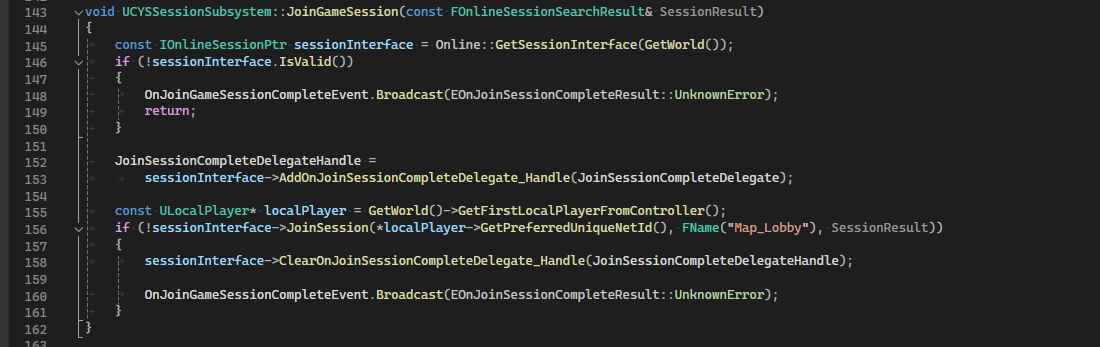 143 void UCYSSessionSubsystem::JoinGameSession(const FOnlineSessionSearchResult& SessionResult)
144 {
145 const IOnlineSessionPtr sessionInterface = Online::GetSessionInterface(GetWorld());
146 if (!sessionInterface.IsValid())
147 {
148 OnJoinGameSessionCompleteEvent.Broadcast(EOnJoinSessionCompleteResult::UnknownError);
149 return;
150 }
151
152 JoinSessionCompleteDelegateHandle =
153 sessionInterface->AddOnJoinSessionCompleteDelegate_Handle(JoinSessionCompleteDelegate);
154
155 const ULocalPlayer* localPlayer = GetWorld()->GetFirstLocalPlayerFromController();
156 if (!sessionInterface->JoinSession(*localPlayer->GetPreferredUniqueNetId(), FName("Map_Lobby"), SessionResult))
157 {
158 sessionInterface->ClearOnJoinSessionCompleteDelegate_Handle(JoinSessionCompleteDelegateHandle);
159
160 OnJoinGameSessionCompleteEvent.Broadcast(EOnJoinSessionCompleteResult::UnknownError);
161 }
162 }
163